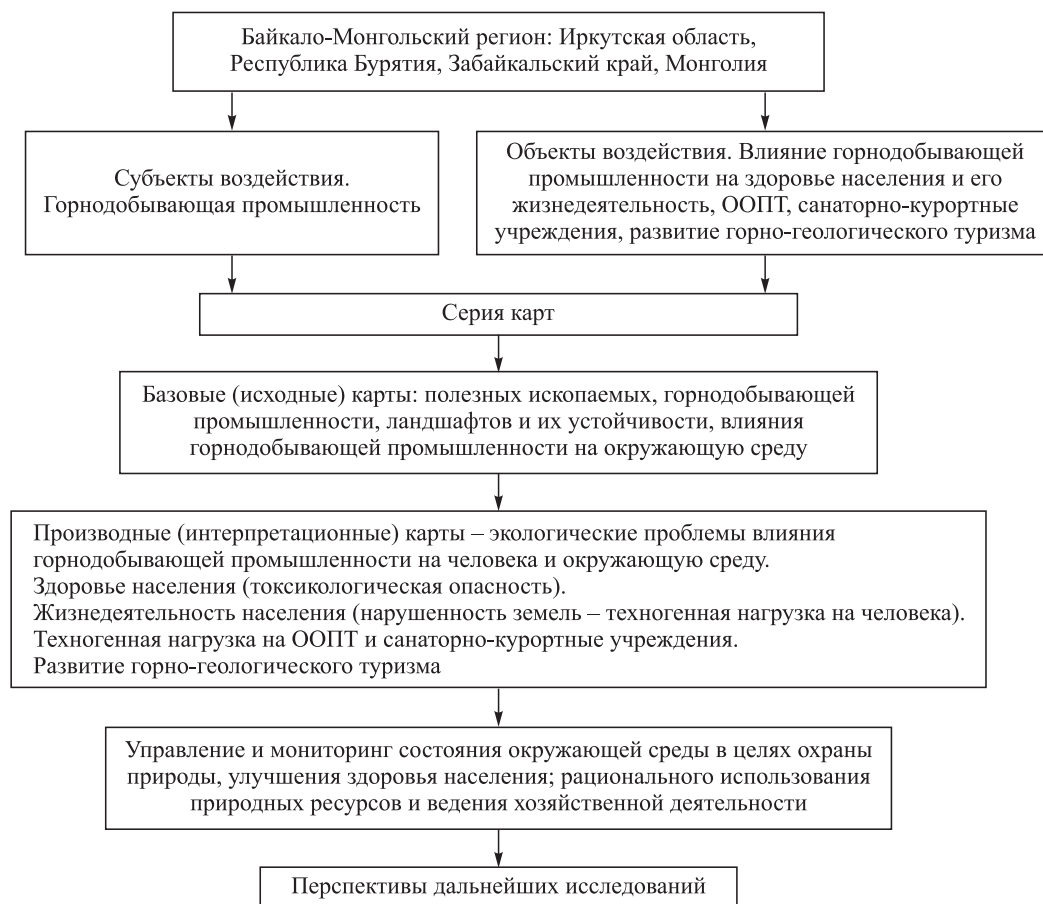 Байкало-Монгольский регион: Иркутская область,
Республика Бурятия, Забайкальский край, Монголия
Субъекты воздействия.
Горнодобывающая промышленность
Объекты воздействия. Влияние горнодобывающей
промышленности на здоровье населения и его
жизнедеятельность, ООПТ, санаторно-курортные
учреждения, развитие горно-геологического туризма
Серия карт
Базовые (исходные) карты: полезных ископаемых, горнодобывающей
промышленности, ландшафтов и их устойчивости, влияния
горнодобывающей промышленности на окружающую среду
Производные (интерпретационные) карты – экологические проблемы влияния
горнодобывающей промышленности на человека и окружающую среду.
Здоровье населения (токсикологическая опасность).
Жизнедеятельность населения (нарушенность земель – техногенная нагрузка на человека).
Техногенная нагрузка на ООПТ и санаторно-курортные учреждения.
Развитие горно-геологического туризма
Управление и мониторинг состояния окружающей среды в целях охраны
природы, улучшения здоровья населения; рационального использования
природных ресурсов и ведения хозяйственной деятельности
Перспективы дальнейших исследований